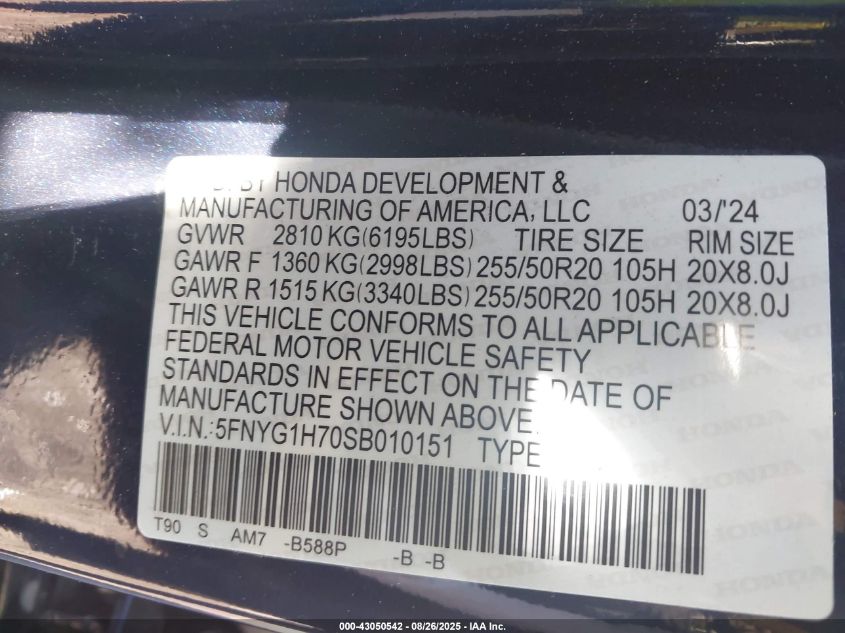 BY HONDA DEVELOPMENT &
MANUFACTURING OF AMERICA, LLC 03/'24
GVWR 2810 KG(6195LBS) TIRE SIZE RIM SIZE
GAWR F 1360 KG(2998LBS) 255/50R20 105H 20X8.0J
GAWR R 1515 KG(3340LBS) 255/50R20 105H 20X8.0J
THIS VEHICLE CONFORMS TO ALL APPLICABLE
FEDERAL MOTOR VEHICLE SAFETY
STANDARDS IN EFFECT ON THE DATE OF
MANUFACTURE SHOWN ABOVE.
V.I.N.: 5FNYG1H70SB010151 TYPE
T90 S AM7 -B588P -B -B
000-43050542 - 08/26/2025 - IAA Inc.